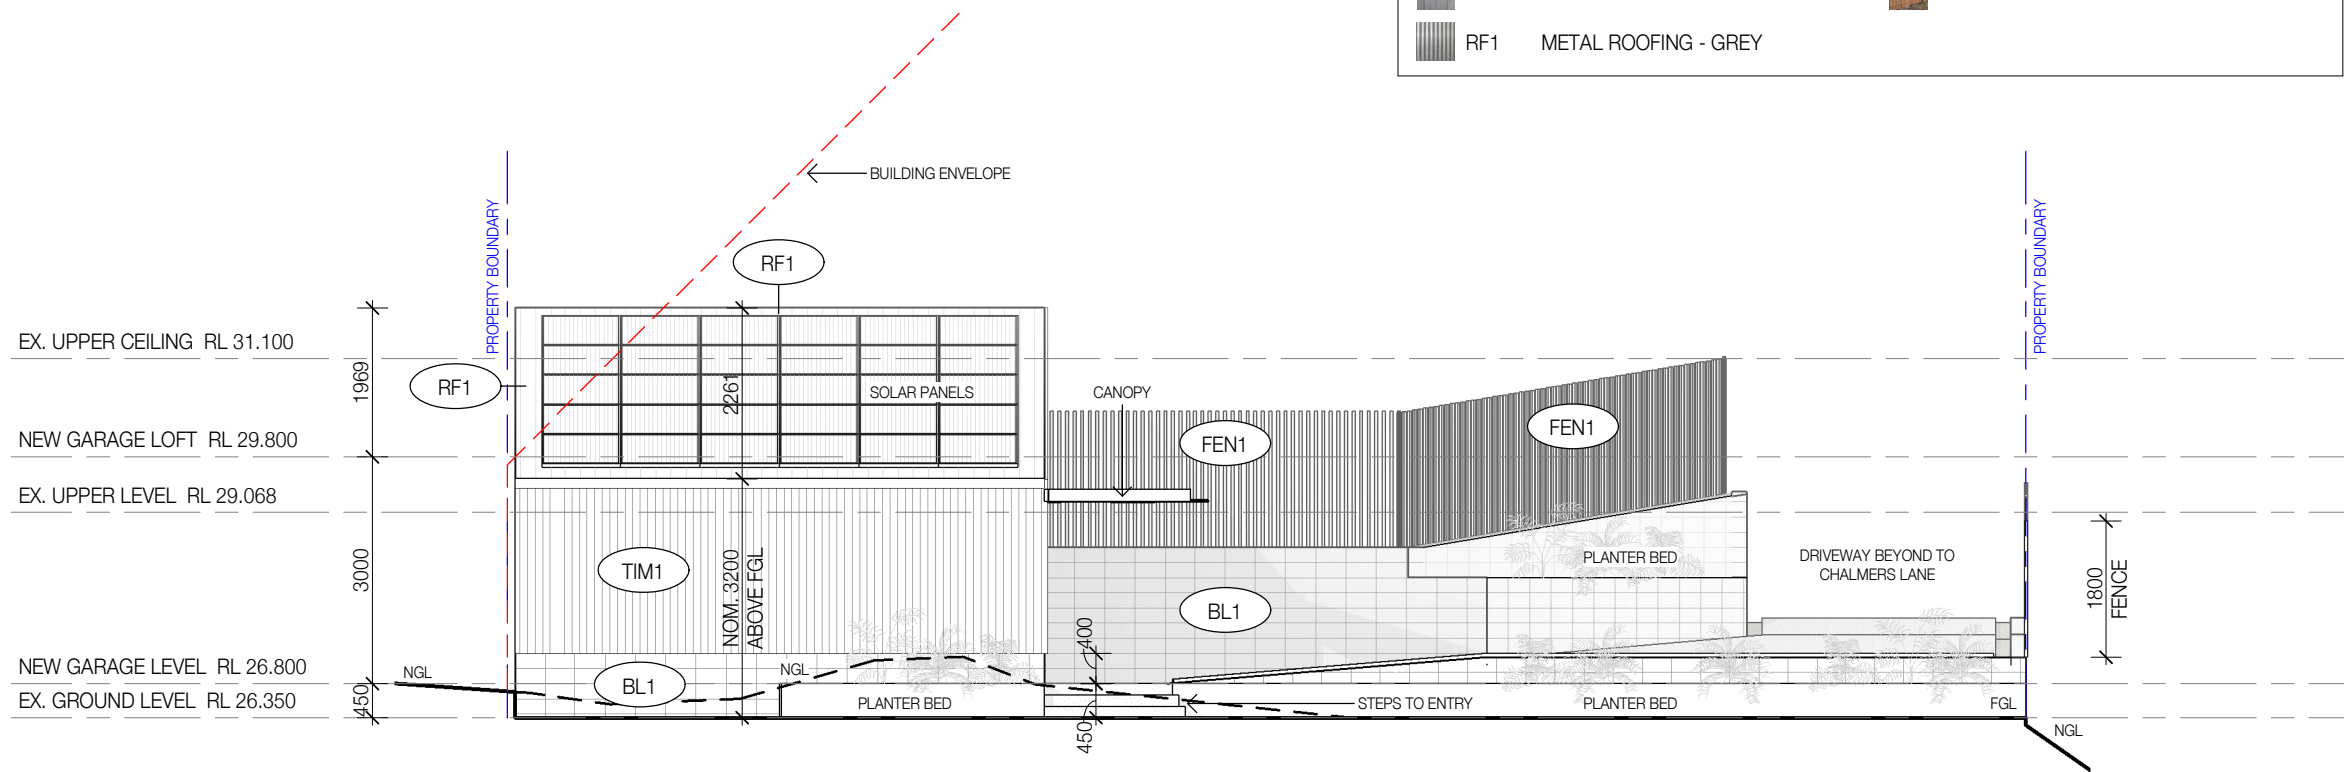 RF1 METAL ROOFING - GREY
BUILDING ENVELOPE
PROPERTY BOUNDARY
PROPERTY BOUNDARY
RF1
EX. UPPER CEILING RL 31.100
RF1
1969
2261
SOLAR PANELS
CANOPY
FEN1
FEN1
NEW GARAGE LOFT RL 29.800
EX. UPPER LEVEL RL 29.068
3000
TIM1
NOM. 3200
ABOVE FGL
BL1
PLANTER BED
DRIVEWAY BEYOND TO
CHALMERS LANE
1800
FENCE
400
NEW GARAGE LEVEL RL 26.800
NGL
BL1
NGL
EX. GROUND LEVEL RL 26.350
450
PLANTER BED
450
STEPS TO ENTRY
PLANTER BED
FGL
NGL